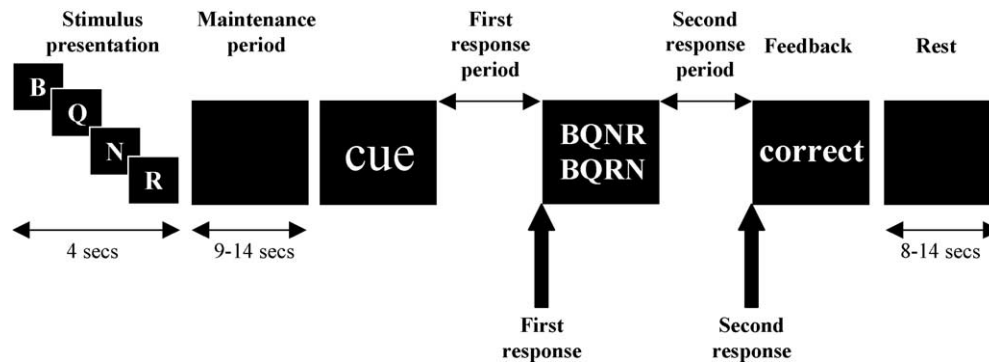 Stimulus
presentation
Maintenance
period
First
response
period
Second
response
period
Feedback
Rest
B
Q
N
R
cue
BQNR
BQRN
correct
4 secs
9-14 secs
8-14 secs
First
response
Second
response